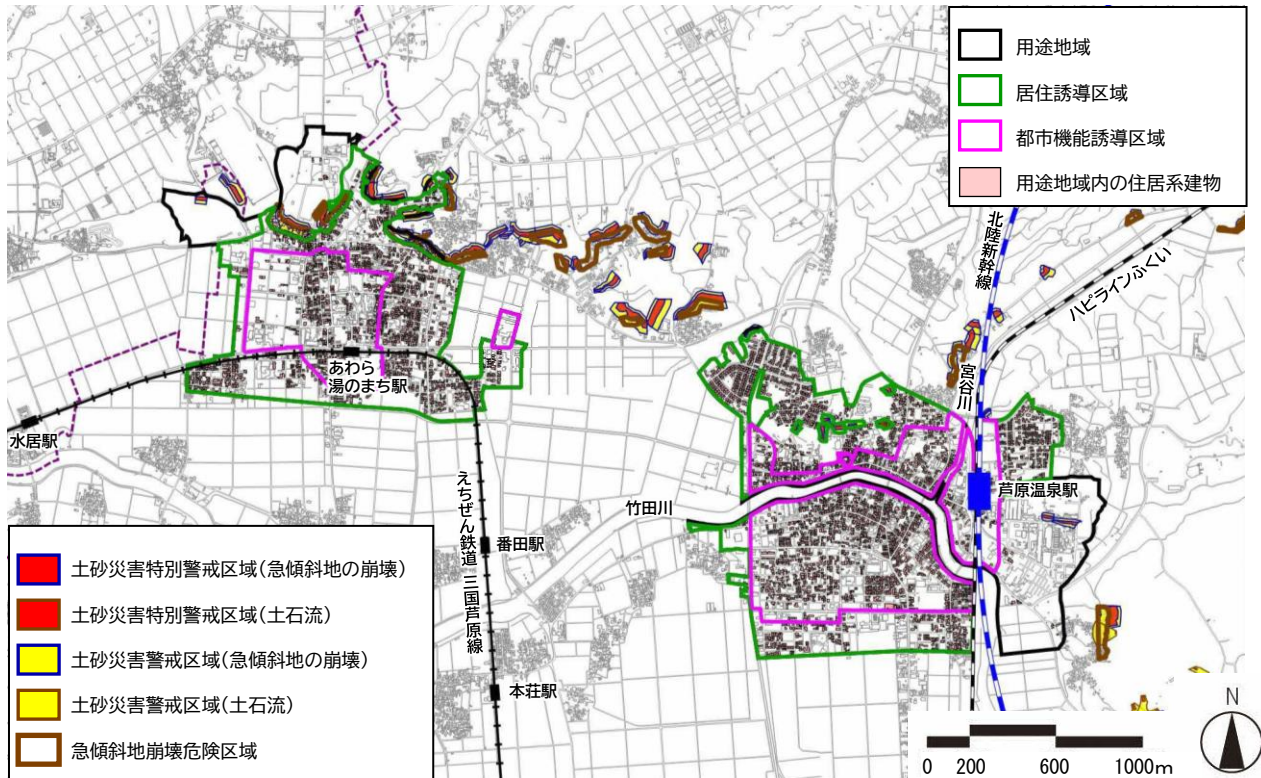 用途地域
居住誘導区域
都市機能誘導区域
用途地域内の住居系建物
北陸新幹線
ハピラインふくい
宮谷川
あわら
湯のまち駅
水居駅
芦原温泉駅
竹田川
えちぜん鉄道 三国芦原線
番田駅
本荘駅
土砂災害特別警戒区域(急傾斜地の崩壊)
土砂災害特別警戒区域(土石流)
土砂災害警戒区域(急傾斜地の崩壊)
土砂災害警戒区域(土石流)
急傾斜地崩壊危険区域
N
0 200 600 1000m